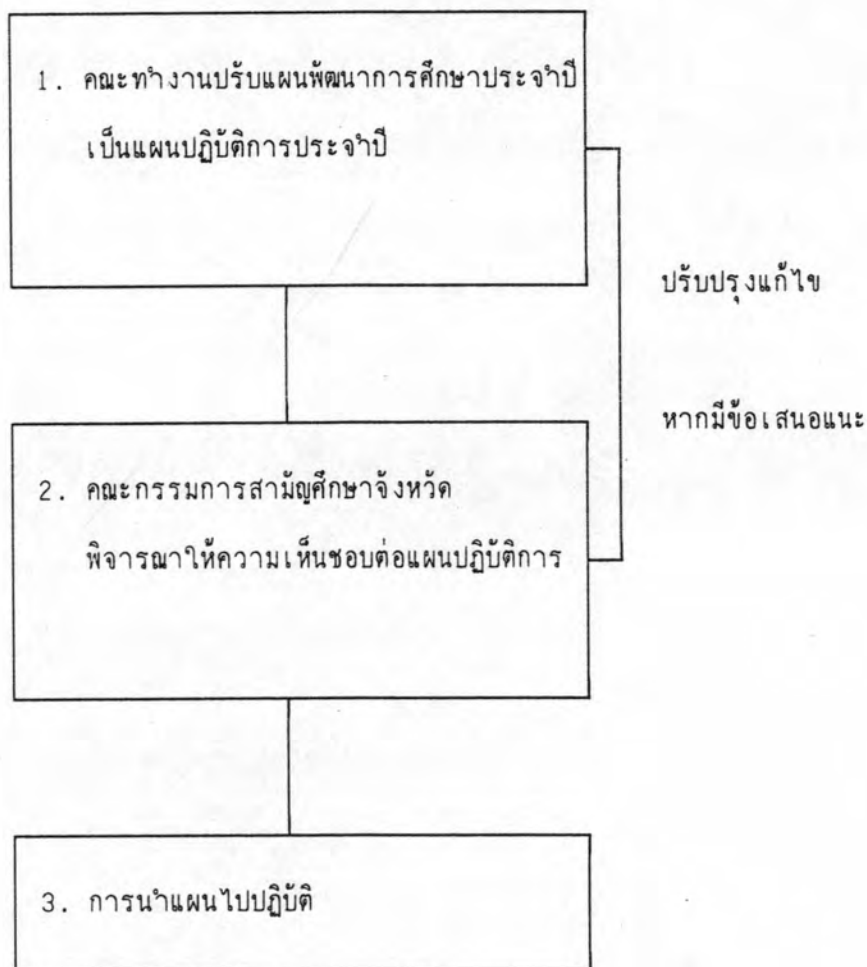 1. คณะทำงานปรับแผนพัฒนาการศึกษาประจำปี
เป็นแผนปฏิบัติการประจำปี
ปรับปรุงแก้ไข
หากมีข้อเสนอแนะ
2. คณะกรรมการสามัญศึกษาจังหวัด
พิจารณาให้ความเห็นชอบต่อแผนปฏิบัติการ
3. การนำแผนไปปฏิบัติ